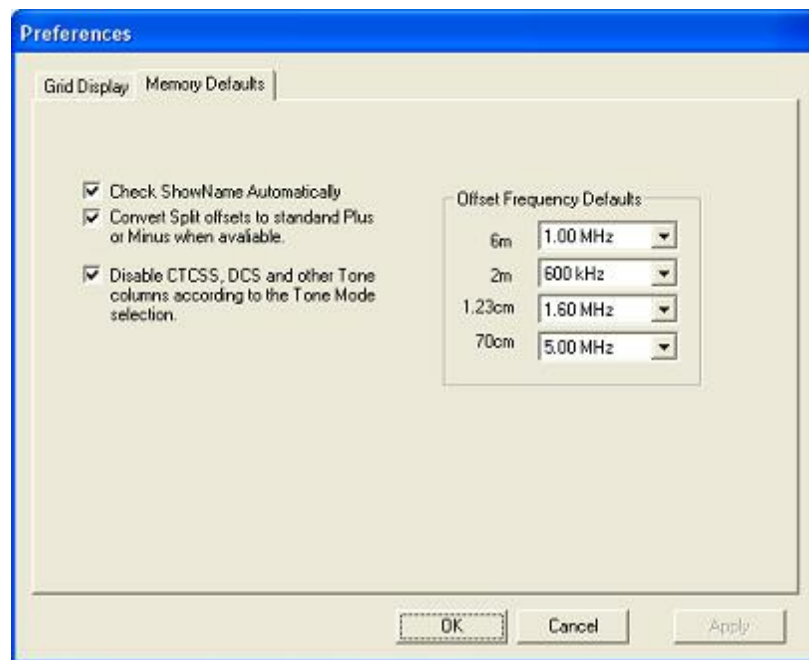 Preferences
Grid Display
Memory Defaults
Check ShowName Automatically
Convert Split offsets to standand Plus
or Minus when avaliable.
Disable CTCSS, DCS and other Tone
columns according to the Tone Mode
selection.
Offset Frequency Defaults
6m 1.00 MHz
2m 600 kHz
1.23cm 1.60 MHz
70cm 5.00 MHz
OK Cancel Apply